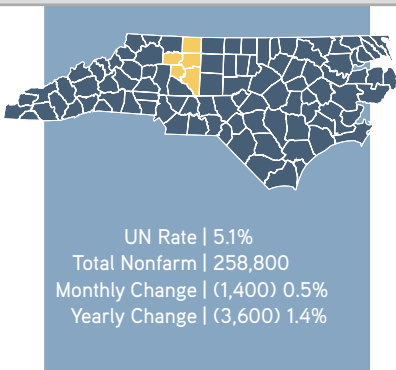 UN Rate | 5.1%
Total Nonfarm | 258,800
Monthly Change | (1,400) 0.5%
Yearly Change | (3,600) 1.4%